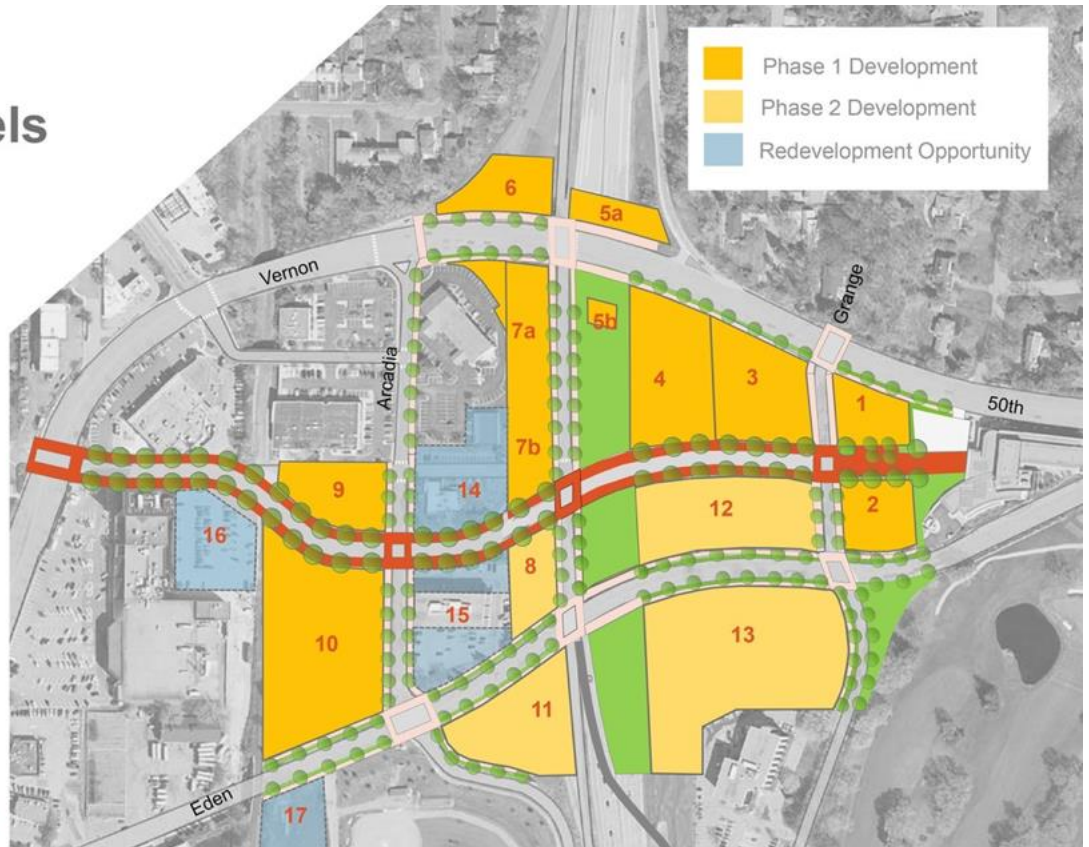 els
Phase 1 Development
Phase 2 Development
Redevelopment Opportunity
6
5a
Vernon
Grange
5b
7a
Arcadia
4
3
1
50th
7b
9
14
12
2
16
8
15
10
13
11
Eden
17